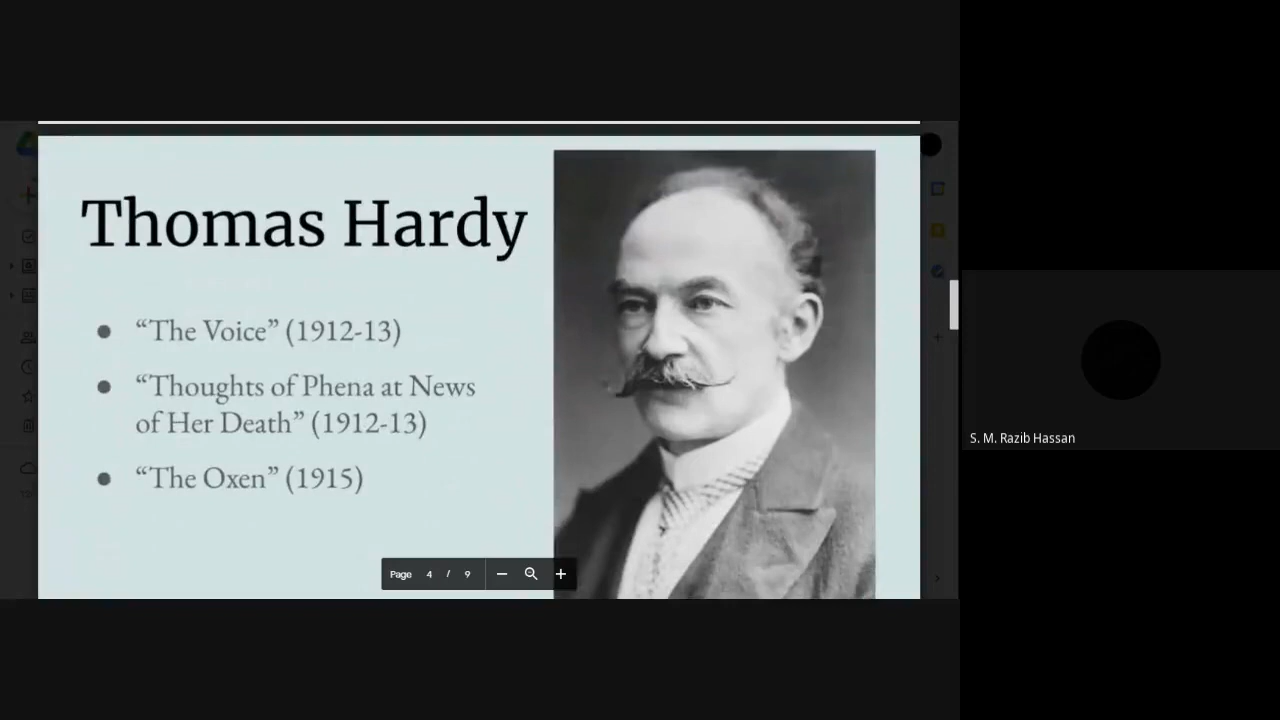 Thomas Hardy
● “The Voice” (1912-13)
● “Thoughts of Phena at News
of Her Death” (1912-13)
● “The Oxen” (1915)
Page 4 / 9
S. M. Razib Hassan